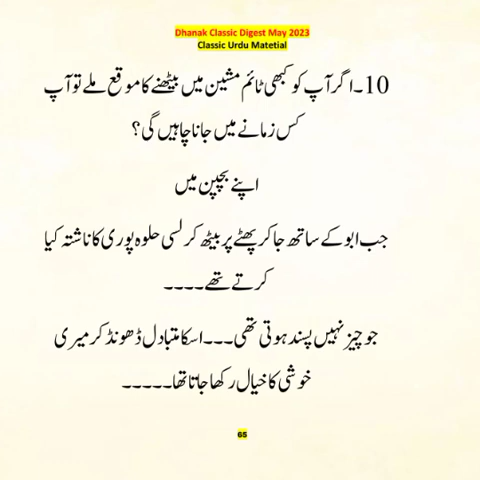 Dhanak Classic Digest May 2023
Classic Urdu Matetial
10۔اگرآپ کو کبھی ٹائم مشین میں بیٹھنے کا موقع ملے تو آپ
کس زمانے میں جانا چاہیں گی؟
اپنے بچپن میں
جب ابو کے ساتھ جا کر پھٹے پر بیٹھ کر لسی حلوہ پوری کا ناشتہ کیا
کرتے تھے۔۔۔۔
جو چیز نہیں پسند ہوتی تھی۔۔۔اسکا متبادل ڈھونڈ کر میری
خوشی کا خیال رکھا جاتا تھا۔۔۔۔۔
65